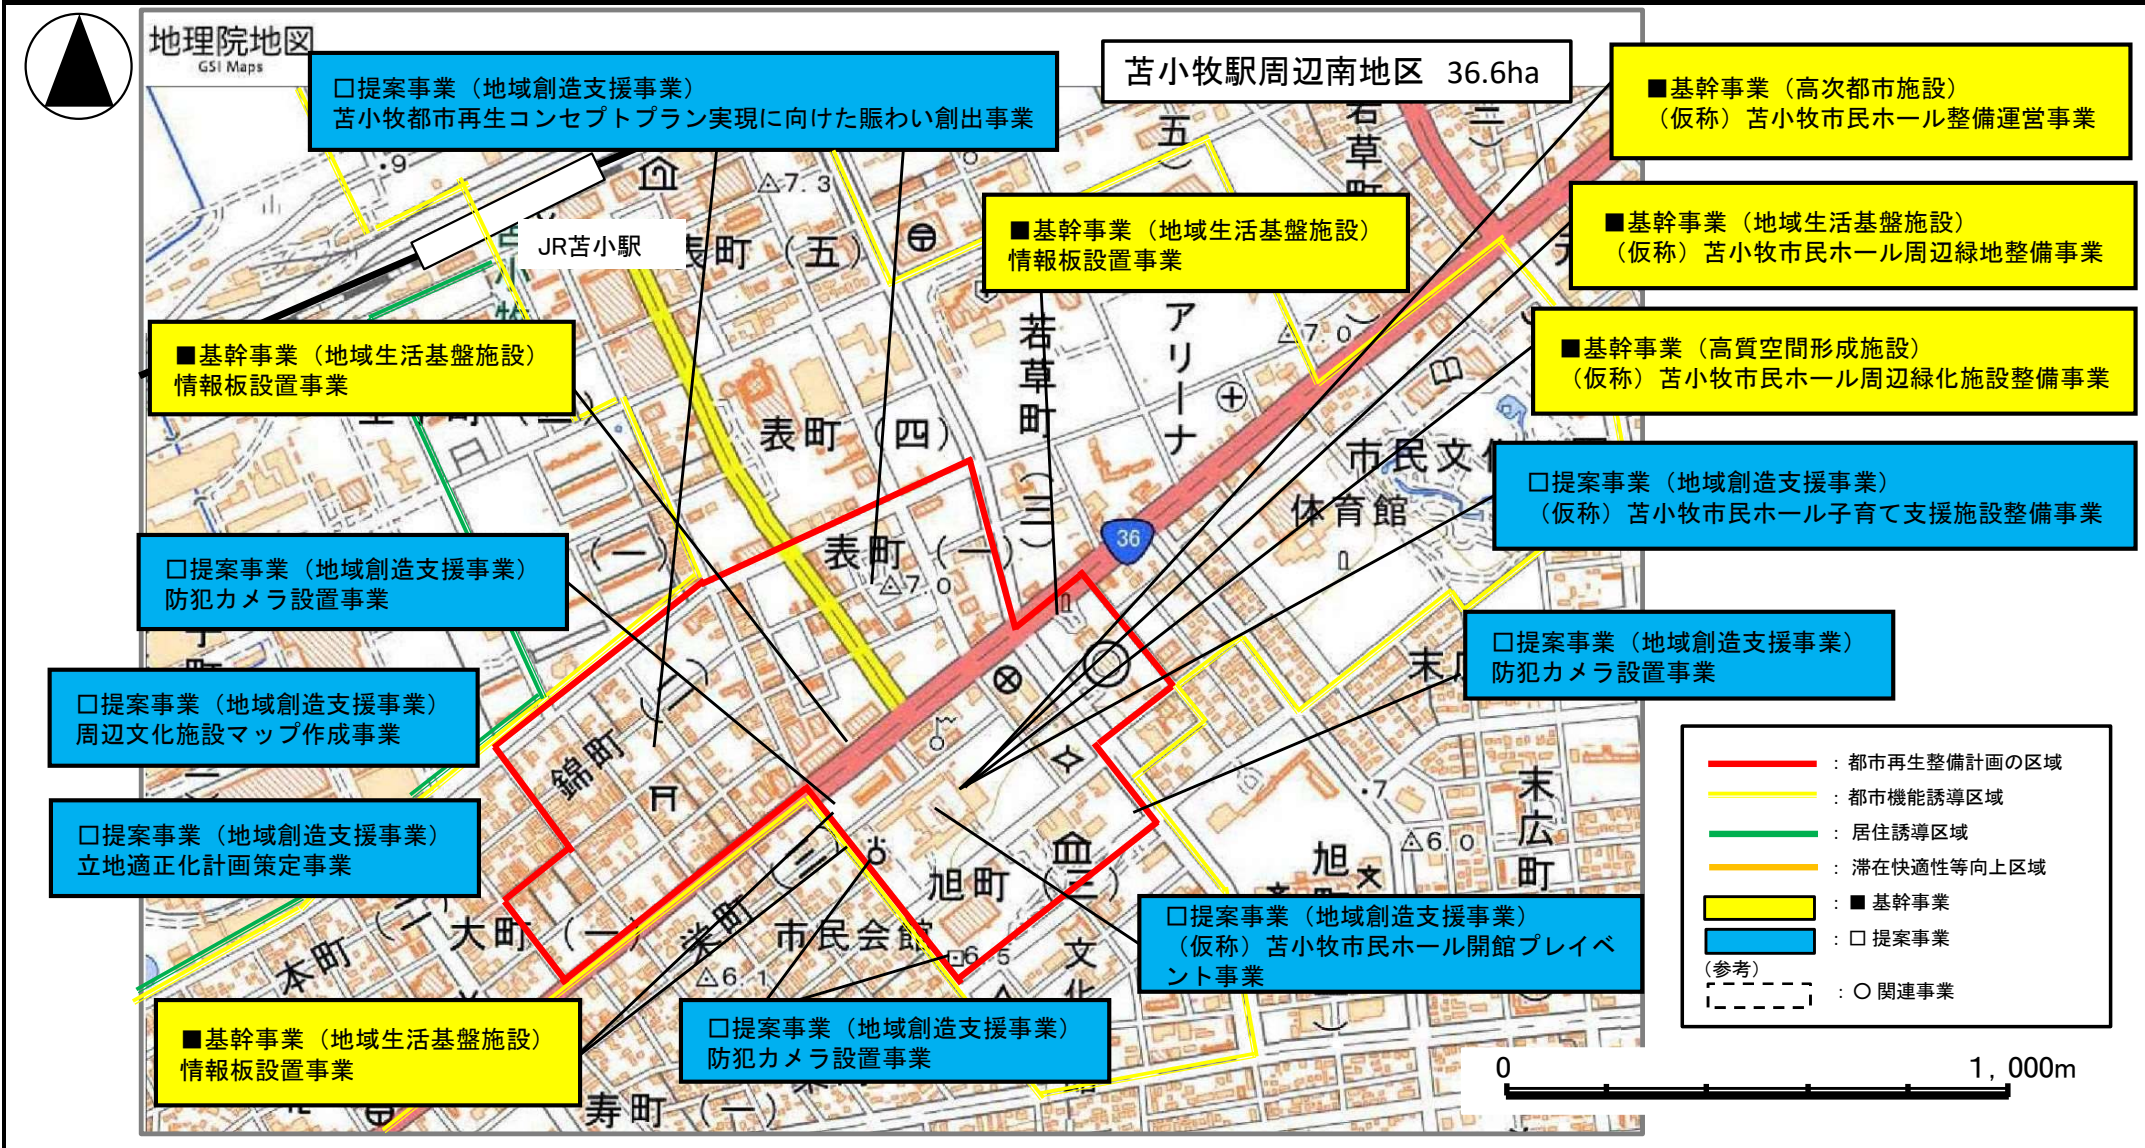 地理院地図
GSI Maps
苫小牧駅周辺南地区 36.6ha
□提案事業（地域創造支援事業）
苫小牧都市再生コンセプトプラン実現に向けた賑わい創出事業
■基幹事業（高次都市施設）
（仮称）苫小牧市民ホール整備運営事業
■基幹事業（地域生活基盤施設）
（仮称）苫小牧市民ホール周辺緑地整備事業
■基幹事業（地域生活基盤施設）
情報板設置事業
JR苫小駅
■基幹事業（高質空間形成施設）
（仮称）苫小牧市民ホール周辺緑化施設整備事業
■基幹事業（地域生活基盤施設）
情報板設置事業
□提案事業（地域創造支援事業）
（仮称）苫小牧市民ホール子育て支援施設整備事業
□提案事業（地域創造支援事業）
防犯カメラ設置事業
□提案事業（地域創造支援事業）
防犯カメラ設置事業
□提案事業（地域創造支援事業）
周辺文化施設マップ作成事業
□提案事業（地域創造支援事業）
立地適正化計画策定事業
□提案事業（地域創造支援事業）
（仮称）苫小牧市民ホール開館プレイベ
ント事業
■基幹事業（地域生活基盤施設）
情報板設置事業
□提案事業（地域創造支援事業）
防犯カメラ設置事業
：都市再生整備計画の区域
：都市機能誘導区域
：居住誘導区域
：滞在快適性等向上区域
：■ 基幹事業
：□ 提案事業
（参考）
：○ 関連事業
0 1,000m
・9
△7.3
表町（五）
若草町（三）
アリーナ
△7.0
表町（四）
表町（一）
△7.0
36
体育館
市民文
錦町（一）
大町（一）
本町（二）
市民会館
旭町（三）
△6.1
6.5
・7
△6.0
末広町
旭
文化
寿町（一）